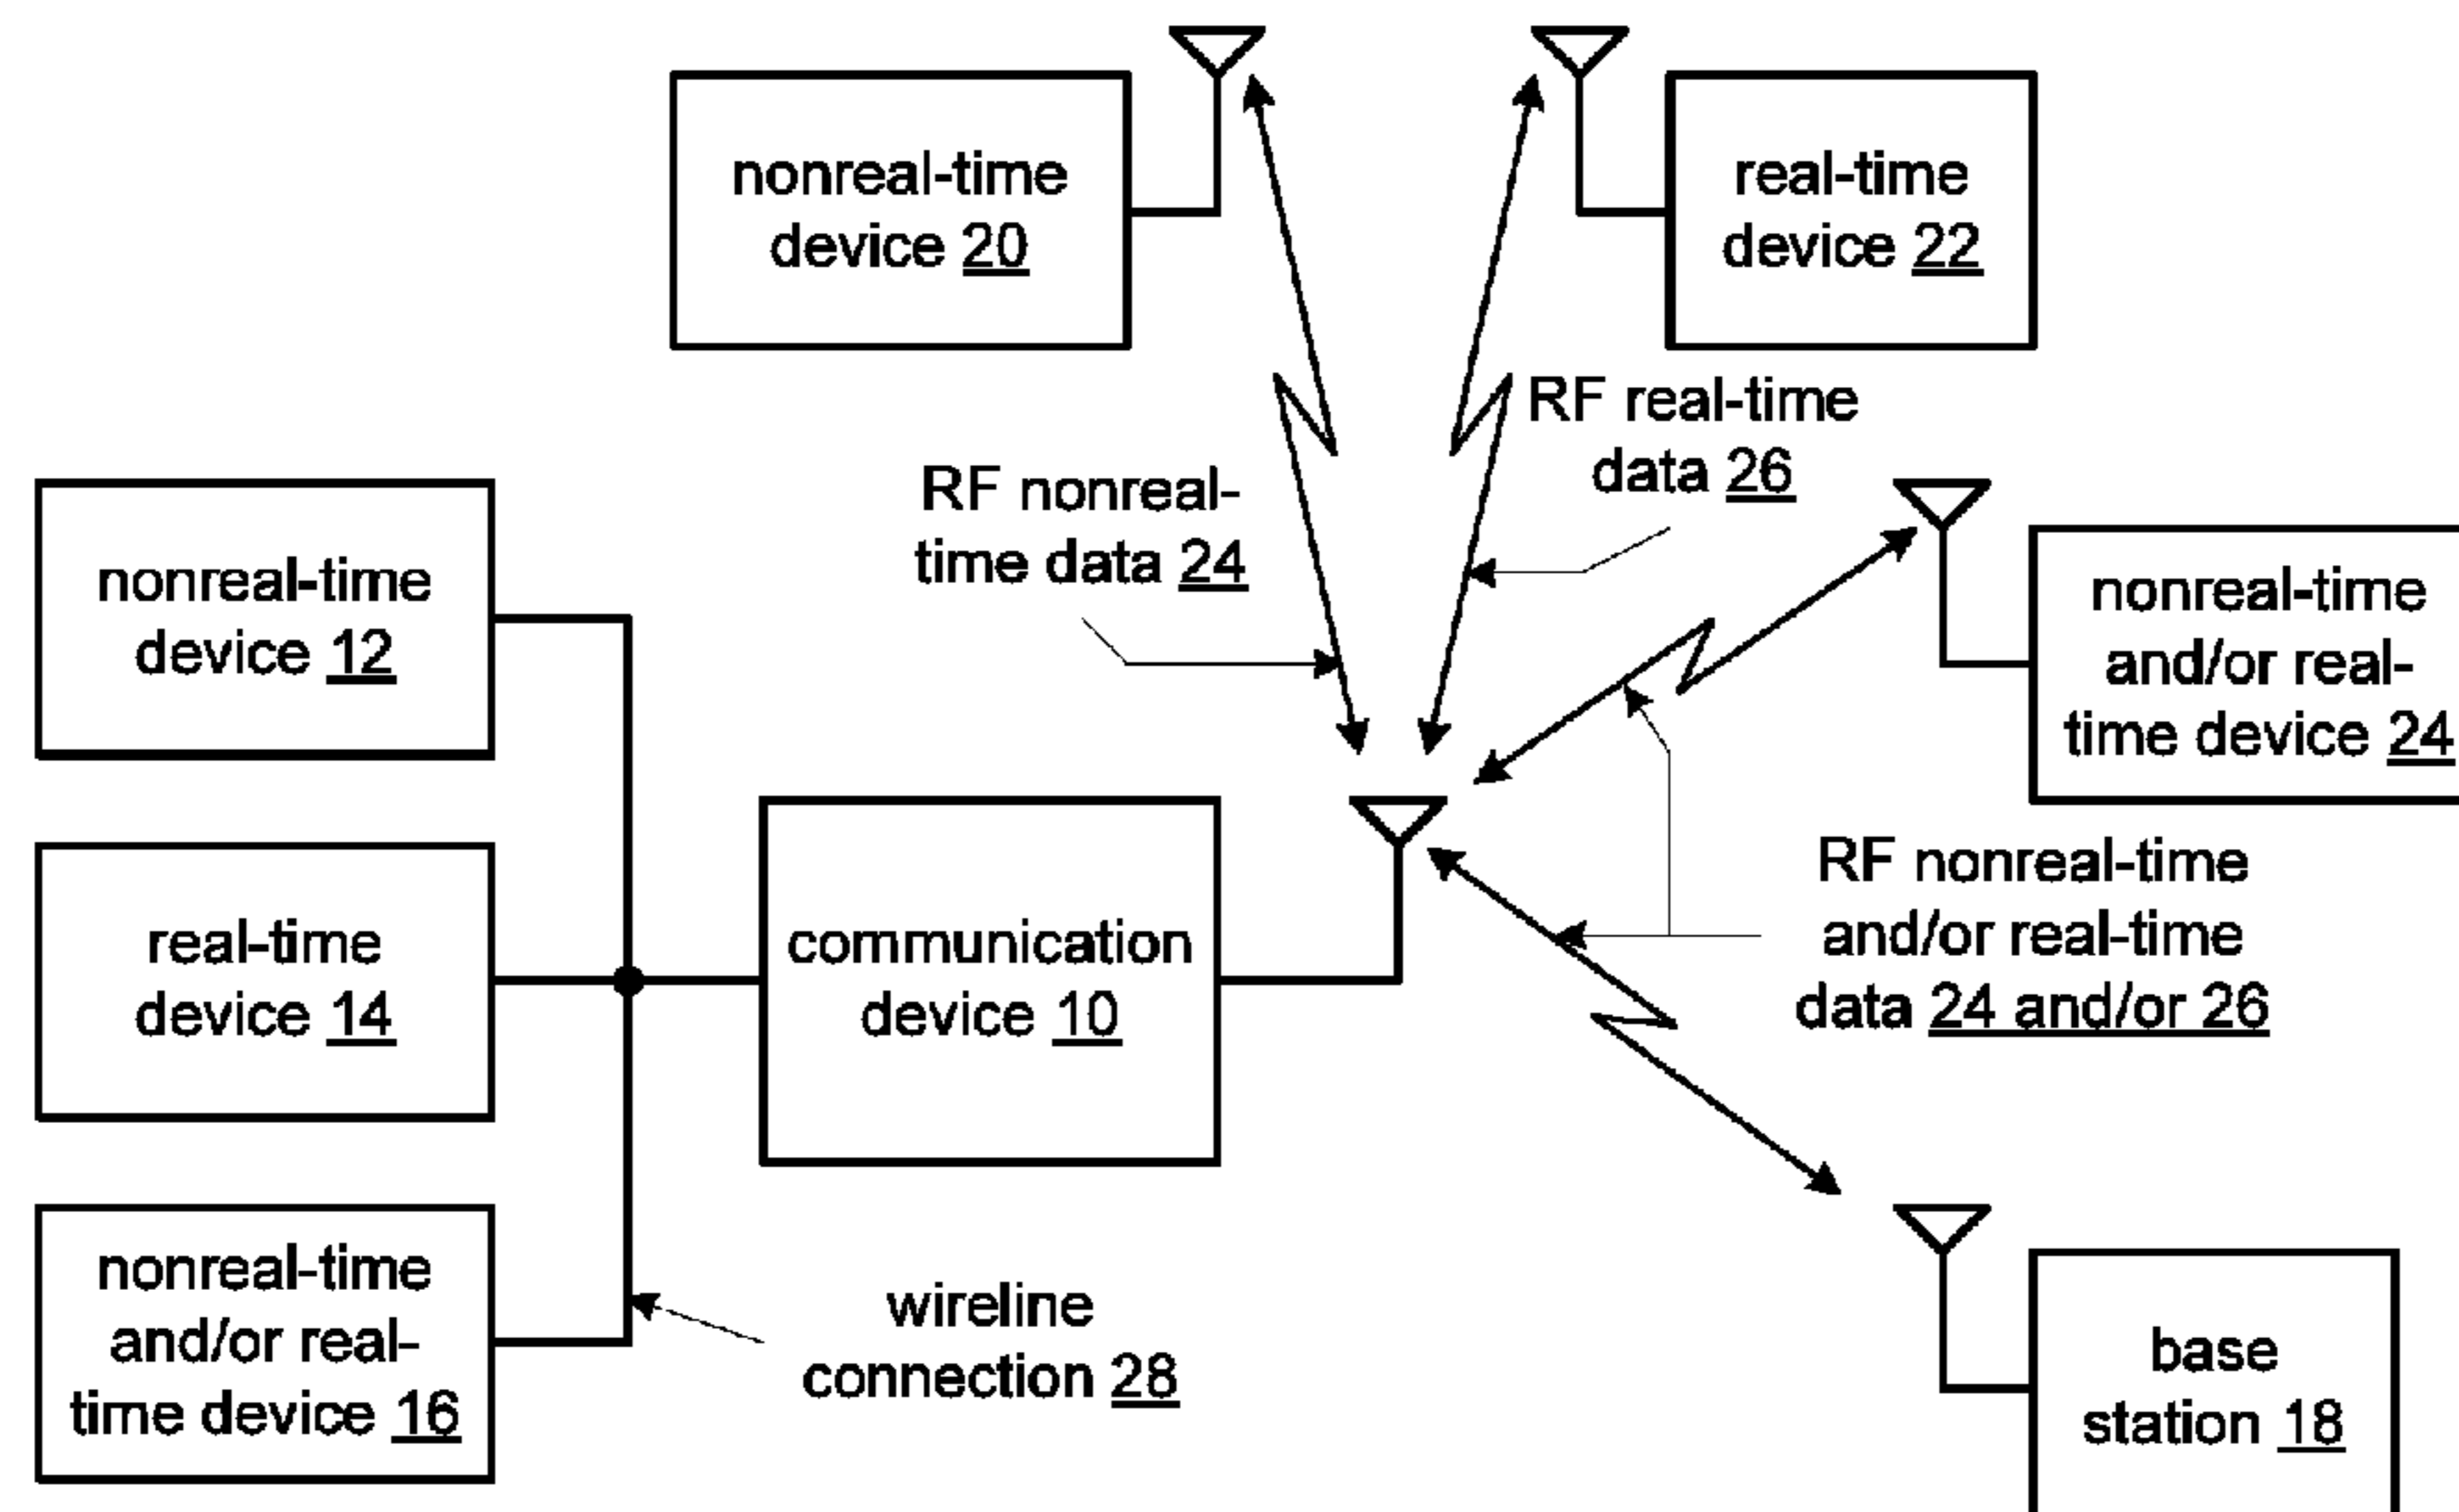 nonreal-time
device 20
real-time
device 22
RF real-time
data 26
RF nonreal-
time data 24
nonreal-time
device 12
nonreal-time
and/or real-
time device 24
real-time
device 14
communication
device 10
RF nonreal-time
and/or real-time
data 24 and/or 26
nonreal-time
and/or real-
time device 16
wireline
connection 28
base
station 18